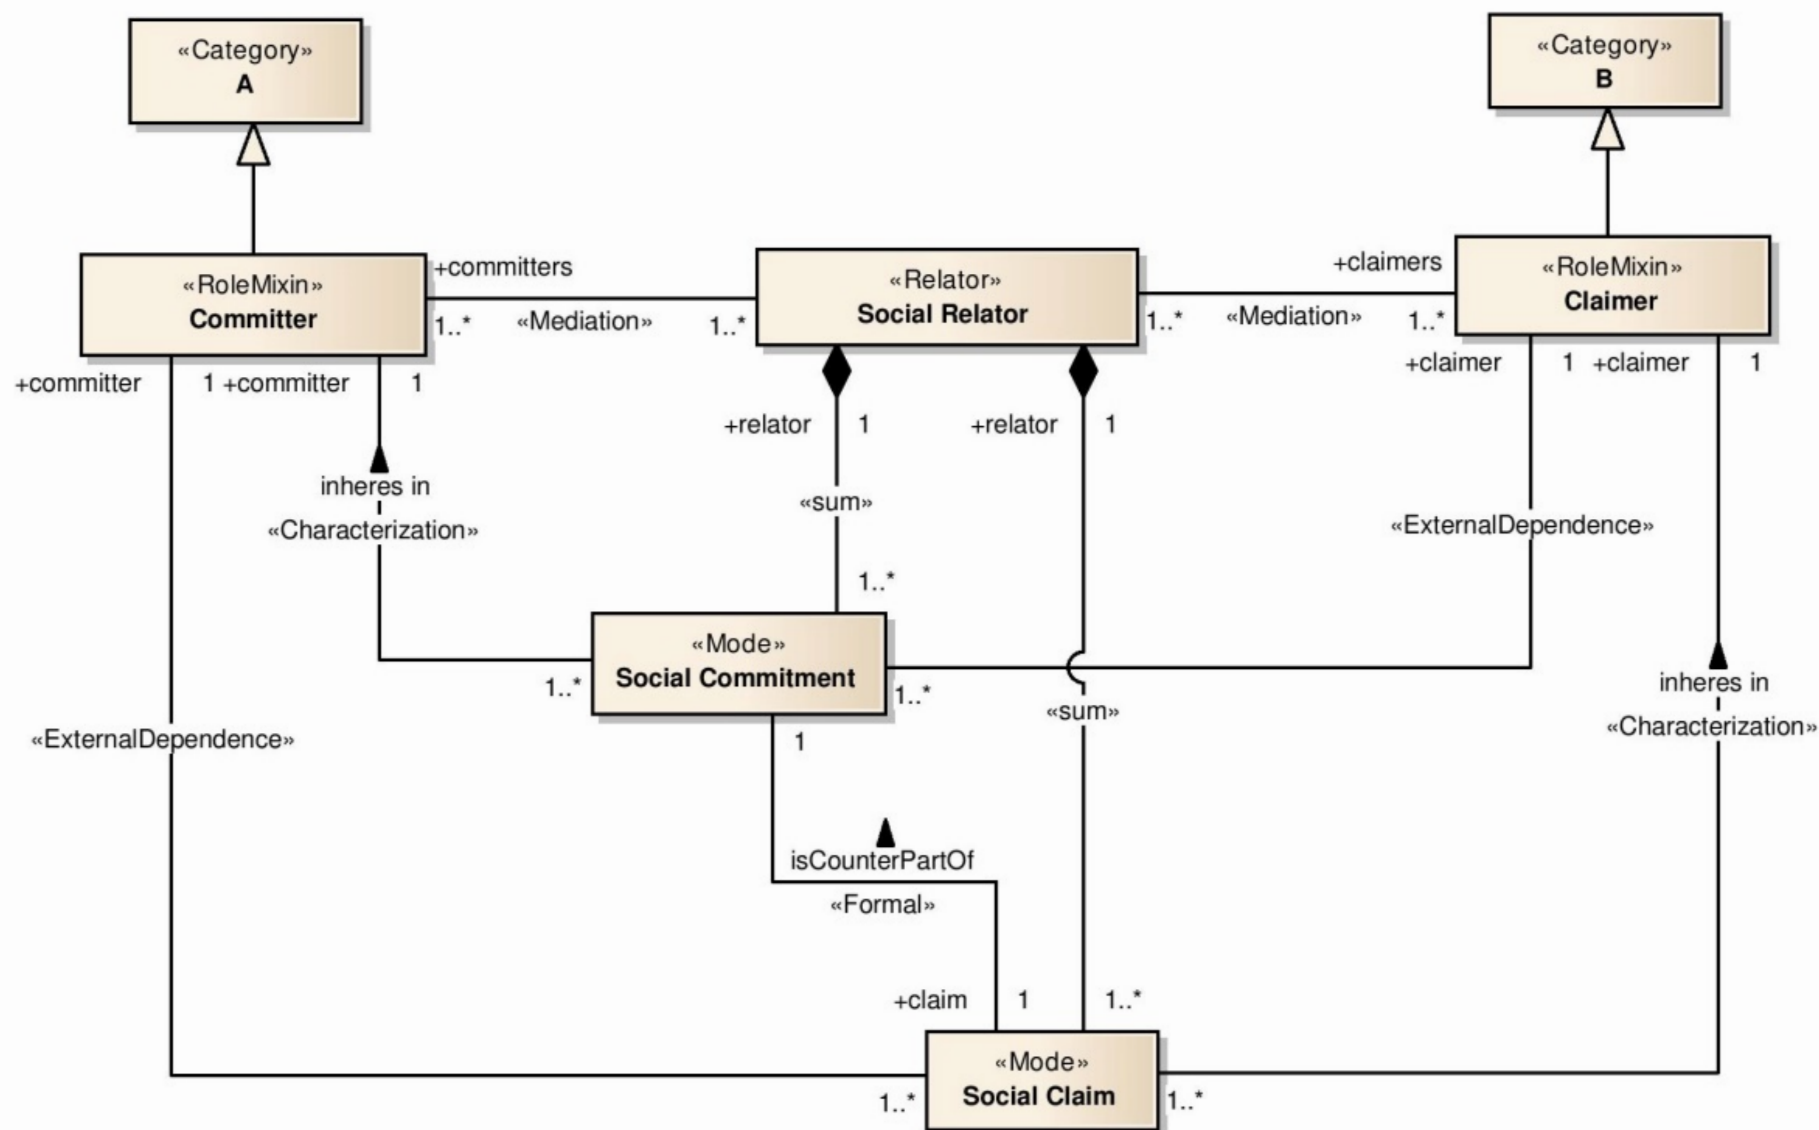 «Category»
A
«Category»
B
«RoleMixin»
Committer
+committers
1..*
«Mediation»
1..*
«Relator»
Social Relator
1..*
«Mediation»
+claimers
1..*
«RoleMixin»
Claimer
+committer
1
+committer
1
+relator
1
+relator
1
+claimer
1
+claimer
1
inheres in
«Characterization»
«sum»
«ExternalDependence»
1..*
«Mode»
Social Commitment
1..*
1..*
«sum»
inheres in
«Characterization»
«ExternalDependence»
1
isCounterPartOf
«Formal»
+claim
1
1..*
«Mode»
Social Claim
1..*
1..*